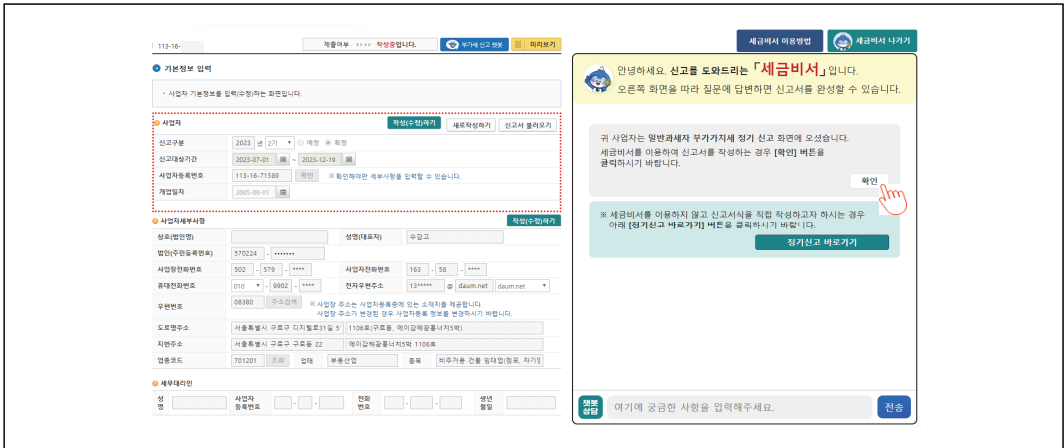 113-16-
제출여부 ›››› 작성중입니다.
부가세 신고 챗봇
미리보기
기본정보 입력
• 사업자 기본정보를 입력(수정)하는 화면입니다.
사업자
작성(수정)하기
새로작성하기
신고서 불러오기
신고구분 2023 년 2기 예정 확정
신고대상기간 2023-07-01 ~ 2023-12-19
사업자등록번호 113-16-71589 확인 ※확인해야만 세부사항을 입력할 수 있습니다.
개업일자 2005-09-01
사업자세부사항
작성(수정)하기
상호(법인명) 성명(대표자) 수갑고
법인(주민등록번호) 570224 - •••••••
사업장전화번호 502 - 579 - **** 사업자전화번호 163 - 58 - ****
휴대전화번호 010 - 9902 - **** 전자우편주소 13***** @ daum.net daum.net
우편번호 08380 주소검색 ※사업장 주소는 사업자등록증에 있는 소재지를 제공합니다.
사업장 주소가 변경된 경우 사업자등록 정보를 변경하시기 바랍니다.
도로명주소 서울특별시 구로구 디지털로31길 5 1106호(구로동, 에이감해광홍너치5박)
지번주소 서울특별시 구로구 구로동 22 에이감해광홍너치5박 1106호
업종코드 701201 조회 업태 부동산업 종목 비주거용 건물 임대업(점포, 자기땅
세무대리인
성명 사업자등록번호 - - 전화번호 - - 생년월일
세금비서 이용방법
세금비서 나가기
안녕하세요. 신고를 도와드리는 「세금비서」입니다.
오른쪽 화면을 따라 질문에 답변하면 신고서를 완성할 수 있습니다.
귀 사업자는 일반과세자 부가가치세 정기 신고 화면에 오셨습니다.
세금비서를 이용하여 신고서를 작성하는 경우 [확인] 버튼을
클릭하시기 바랍니다.
확인
※ 세금비서를 이용하지 않고 신고서식을 직접 작성하고자 하시는 경우
아래 [정기신고 바로가기] 버튼을 클릭하시기 바랍니다.
정기신고 바로가기
챗봇상담
여기에 궁금한 사항을 입력해주세요.
전송